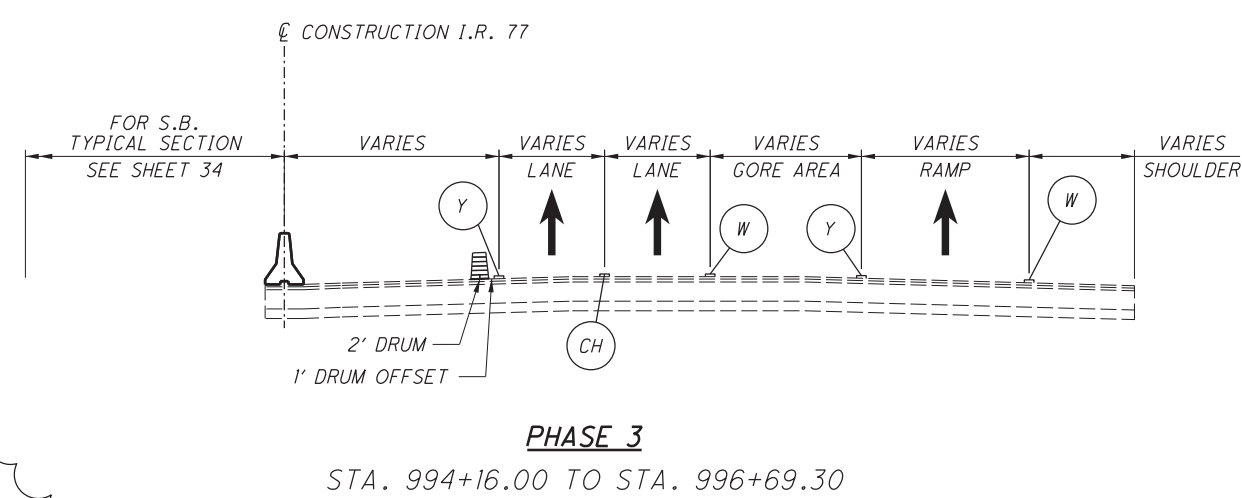 ℄ CONSTRUCTION I.R. 77
FOR S.B.
TYPICAL SECTION
SEE SHEET 34
VARIES
VARIES
LANE
VARIES
LANE
VARIES
GORE AREA
VARIES
RAMP
VARIES
SHOULDER
Y
W
Y
W
CH
2' DRUM
1' DRUM OFFSET
PHASE 3
STA. 994+16.00 TO STA. 996+69.30